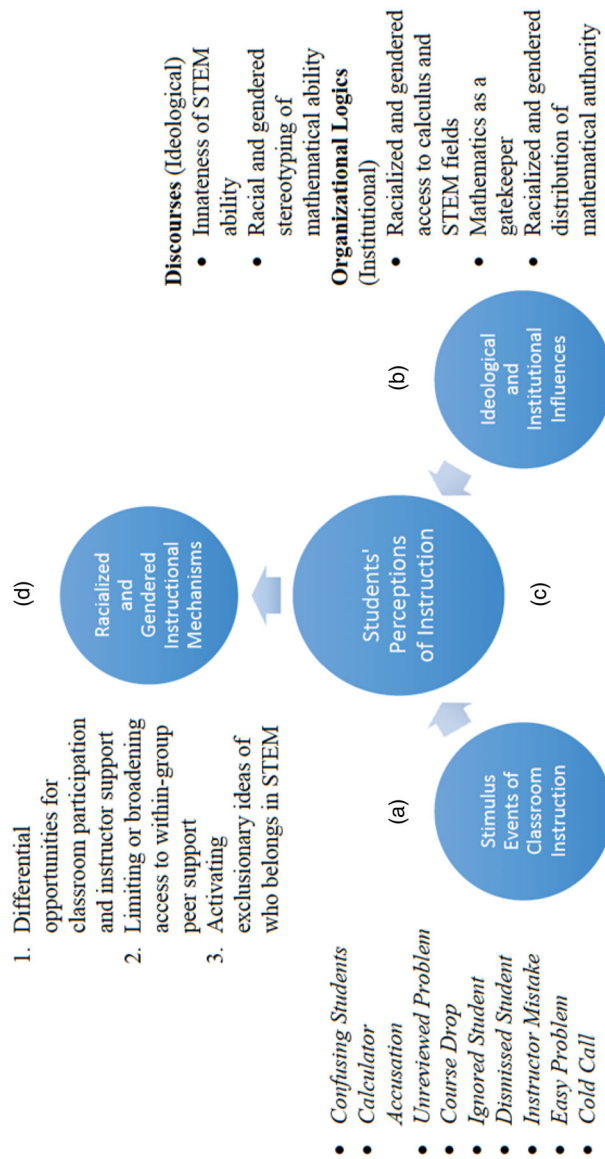 (d)
Racialized
and
Gendered
Instructional
Mechanisms
1. Differential
opportunities for
classroom participation
and instructor support
2. Limiting or broadening
access to within-group
peer support
3. Activating
exclusionary ideas of
who belongs in STEM
Students'
Perceptions
of Instruction
(c)
(a)
Stimulus
Events of
Classroom
Instruction
• Confusing Students
• Calculator
Accusation
• Unreviewed Problem
• Course Drop
• Ignored Student
• Dismissed Student
• Instructor Mistake
• Easy Problem
• Cold Call
(b)
Ideological
and
Institutional
Influences
Discourses (Ideological)
• Innateness of STEM
ability
• Racial and gendered
stereotyping of
mathematical ability
Organizational Logics
(Institutional)
• Racialized and gendered
access to calculus and
STEM fields
• Mathematics as a
gatekeeper
• Racialized and gendered
distribution of
mathematical authority